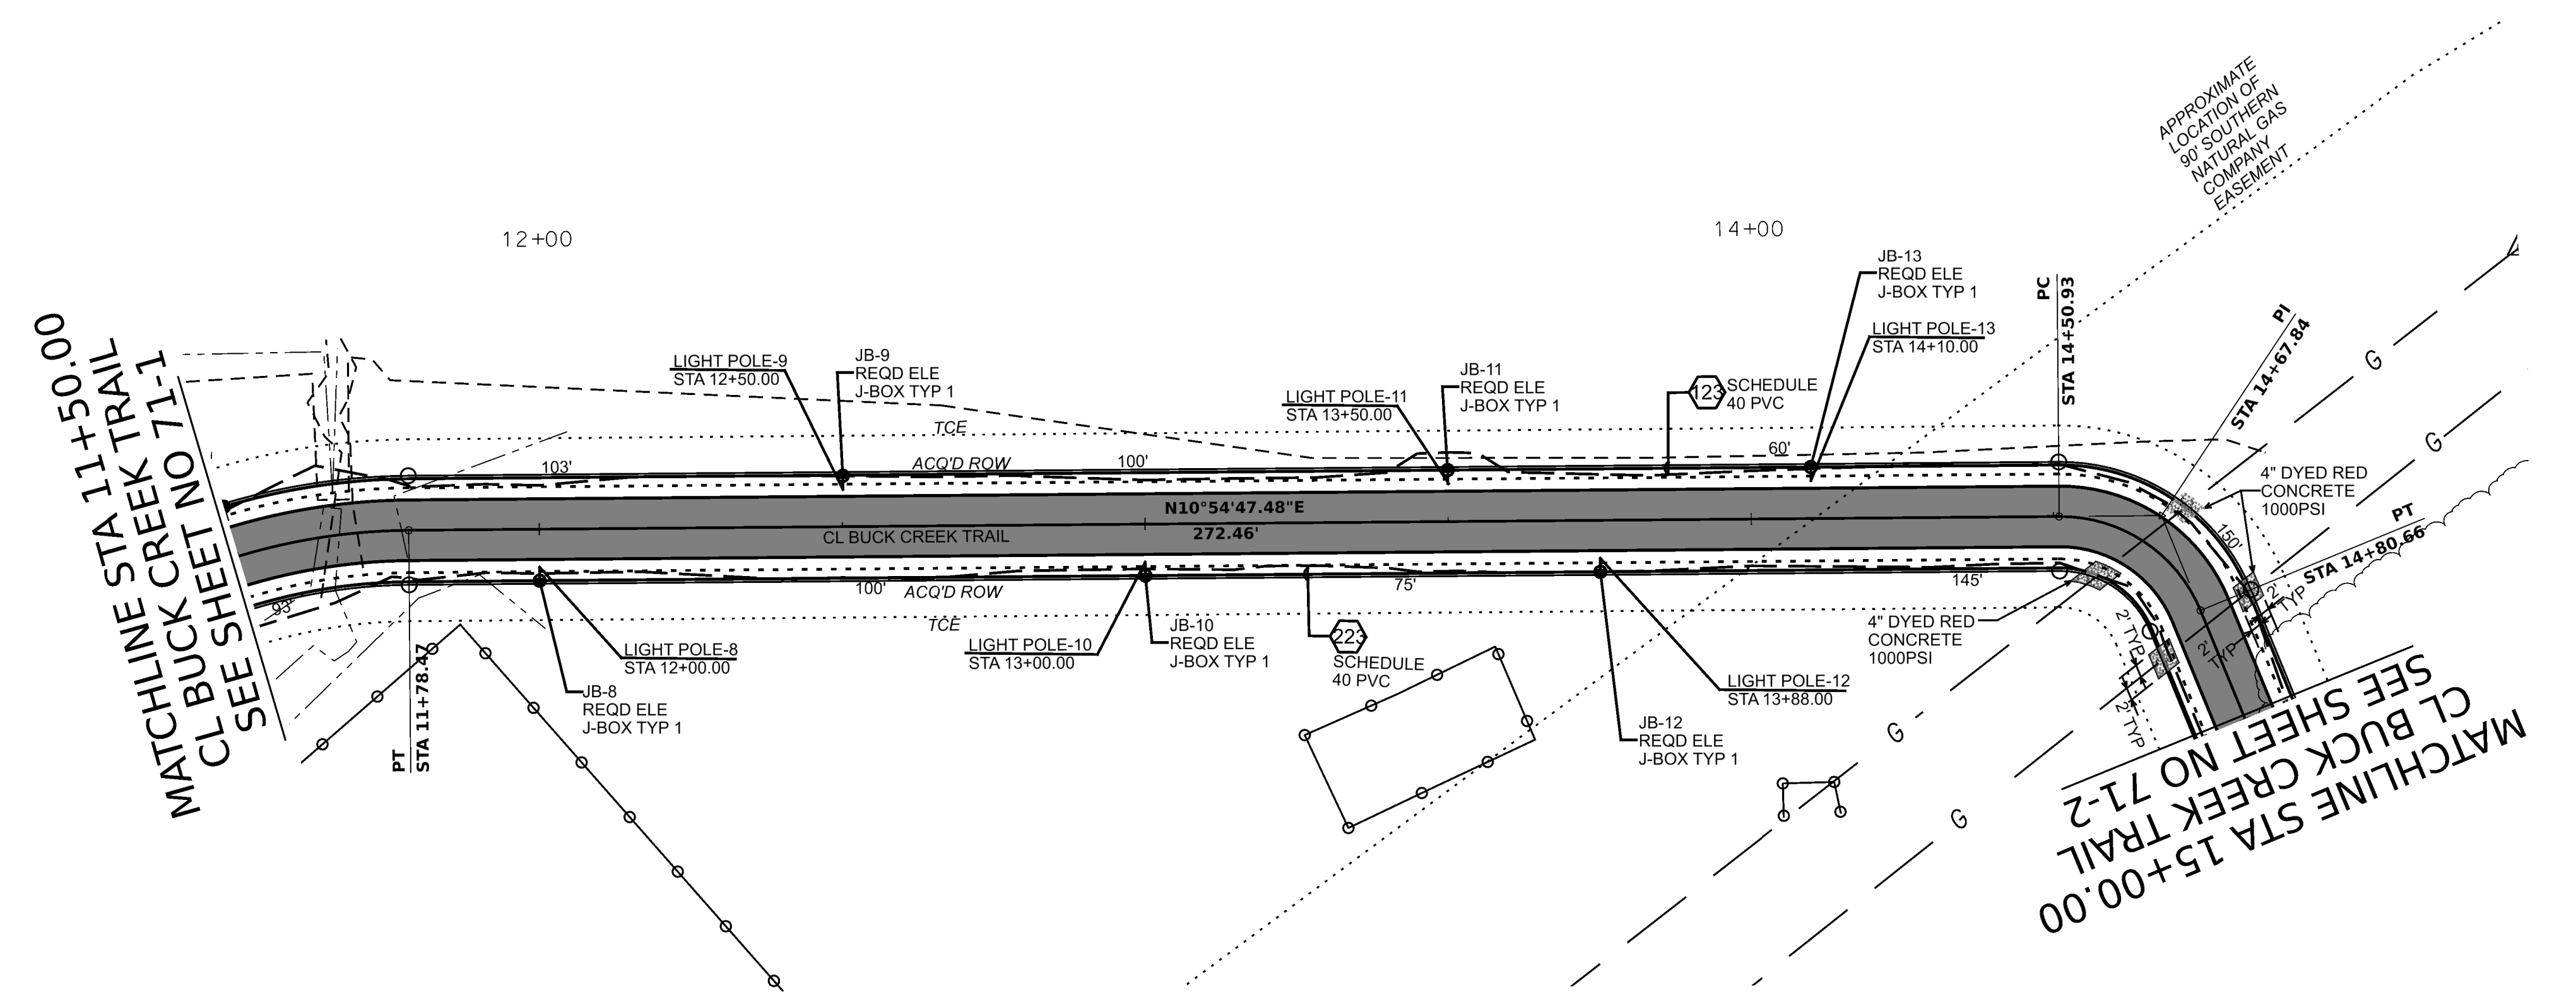 MATCHLINE STA 11+50.00
CL BUCK CREEK TRAIL
SEE SHEET NO 71-1
12+00
14+00
APPROXIMATE
LOCATION OF
90' SOUTHERN
NATURAL GAS
COMPANY
EASEMENT
LIGHT POLE-9
STA 12+50.00
JB-9
REQD ELE
J-BOX TYP 1
LIGHT POLE-11
STA 13+50.00
JB-11
REQD ELE
J-BOX TYP 1
123
SCHEDULE
40 PVC
JB-13
REQD ELE
J-BOX TYP 1
LIGHT POLE-13
STA 14+10.00
PC
STA 14+50.93
PI
STA 14+67.84
G
G
TCE
103'
ACQ'D ROW
100'
60'
4" DYED RED
CONCRETE
1000PSI
150'
PT
STA 14+80.66
N10°54'47.48"E
CL BUCK CREEK TRAIL
272.46'
93'
100'
ACQ'D ROW
75'
145'
TCE
2' TYP
2' TYP
2' TYP
2' TYP
PT
STA 11+78.47
LIGHT POLE-8
STA 12+00.00
JB-8
REQD ELE
J-BOX TYP 1
LIGHT POLE-10
STA 13+00.00
JB-10
REQD ELE
J-BOX TYP 1
223
SCHEDULE
40 PVC
LIGHT POLE-12
STA 13+88.00
JB-12
REQD ELE
J-BOX TYP 1
4" DYED RED
CONCRETE
1000PSI
G
G
MATCHLINE STA 15+00.00
CL BUCK CREEK TRAIL
SEE SHEET NO 71-2